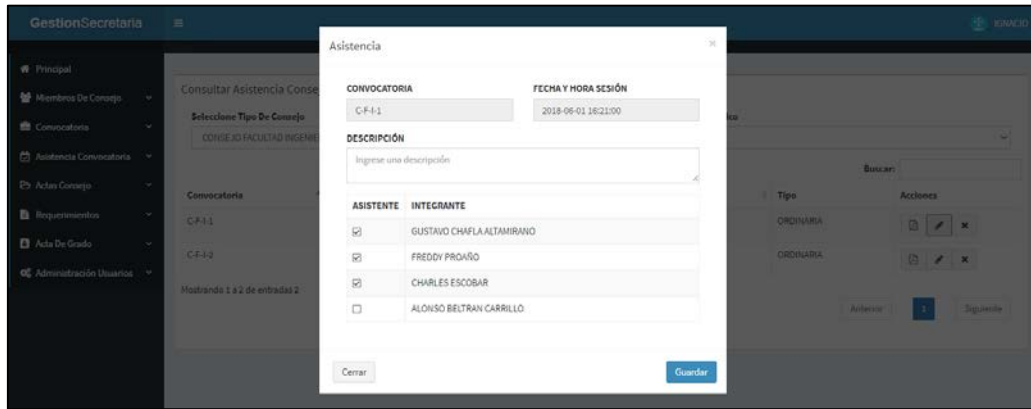 GestionSecretaria
IGNACIO
Principal
Miembros De Consejo
Convocatoria
Asistencia Convocatoria
Actas Consejo
Requerimientos
Acta De Grado
Administración Usuarios
Consultar Asistencia Conse
Seleccione Tipo De Consejo
CONSEJO FACULTAD INGENIE
Buscar:
Convocatoria
Tipo
Acciones
C-F-I-1
ORDINARIA
C-F-I-2
ORDINARIA
Mostrando 1 a 2 de entradas 2
Anterior 1 Siguiente
Asistencia ×
CONVOCATORIA FECHA Y HORA SESIÓN
C-F-I-1 2018-06-01 16:21:00
DESCRIPCIÓN
Ingrese una descripción
ASISTENTE INTEGRANTE
GUSTAVO CHAFLA ALTAMIRANO
FREDDY PROAÑO
CHARLES ESCOBAR
ALONSO BELTRAN CARRILLO
Cerrar Guardar